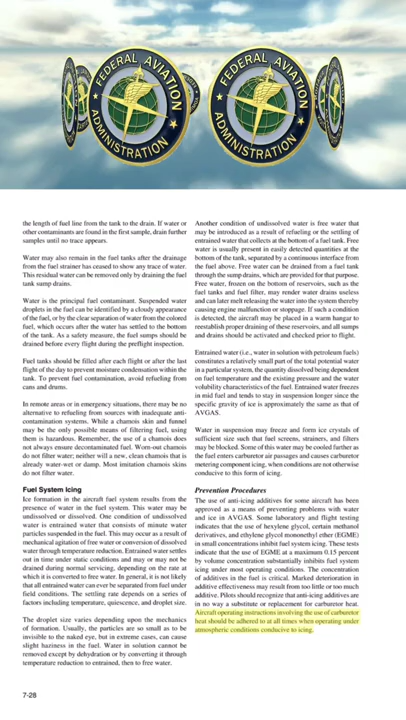 FEDERAL AVIATION
ADMINISTRATION
FEDERAL AVIATION
ADMINISTRATION
the length of fuel line from the tank to the drain. If water or
other contaminants are found in the first sample, drain further
samples until no trace appears.
Water may also remain in the fuel tanks after the drainage
from the fuel strainer has ceased to show any trace of water.
This residual water can be removed only by draining the fuel
tank sump drains.
Water is the principal fuel contaminant. Suspended water
droplets in the fuel can be identified by a cloudy appearance
of the fuel, or by the clear separation of water from the colored
fuel, which occurs after the water has settled to the bottom
of the tank. As a safety measure, the fuel sumps should be
drained before every flight during the preflight inspection.
Fuel tanks should be filled after each flight or after the last
flight of the day to prevent moisture condensation within the
tank. To prevent fuel contamination, avoid refueling from
cans and drums.
In remote areas or in emergency situations, there may be no
alternative to refueling from sources with inadequate anti-
contamination systems. While a chamois skin and funnel
may be the only possible means of filtering fuel, using
them is hazardous. Remember, the use of a chamois does
not always ensure decontaminated fuel. Worn-out chamois
do not filter water; neither will a new, clean chamois that is
already water-wet or damp. Most imitation chamois skins
do not filter water.
Fuel System Icing
Ice formation in the aircraft fuel system results from the
presence of water in the fuel system. This water may be
undissolved or dissolved. One condition of undissolved
water is entrained water that consists of minute water
particles suspended in the fuel. This may occur as a result of
mechanical agitation of free water or conversion of dissolved
water through temperature reduction. Entrained water settles
out in time under static conditions and may or may not be
drained during normal servicing, depending on the rate at
which it is converted to free water. In general, it is not likely
that all entrained water can ever be separated from fuel under
field conditions. The settling rate depends on a series of
factors including temperature, quiescence, and droplet size.
The droplet size varies depending upon the mechanics
of formation. Usually, the particles are so small as to be
invisible to the naked eye, but in extreme cases, can cause
slight haziness in the fuel. Water in solution cannot be
removed except by dehydration or by converting it through
temperature reduction to entrained, then to free water.
Another condition of undissolved water is free water that
may be introduced as a result of refueling or the settling of
entrained water that collects at the bottom of a fuel tank. Free
water is usually present in easily detected quantities at the
bottom of the tank, separated by a continuous interface from
the fuel above. Free water can be drained from a fuel tank
through the sump drains, which are provided for that purpose.
Free water, frozen on the bottom of reservoirs, such as the
fuel tanks and fuel filter, may render water drains useless
and can later melt releasing the water into the system thereby
causing engine malfunction or stoppage. If such a condition
is detected, the aircraft may be placed in a warm hangar to
reestablish proper draining of these reservoirs, and all sumps
and drains should be activated and checked prior to flight.
Entrained water (i.e., water in solution with petroleum fuels)
constitutes a relatively small part of the total potential water
in a particular system, the quantity dissolved being dependent
on fuel temperature and the existing pressure and the water
volubility characteristics of the fuel. Entrained water freezes
in mid fuel and tends to stay in suspension longer since the
specific gravity of ice is approximately the same as that of
AVGAS.
Water in suspension may freeze and form ice crystals of
sufficient size such that fuel screens, strainers, and filters
may be blocked. Some of this water may be cooled further as
the fuel enters carburetor air passages and causes carburetor
metering component icing, when conditions are not otherwise
conducive to this form of icing.
Prevention Procedures
The use of anti-icing additives for some aircraft has been
approved as a means of preventing problems with water
and ice in AVGAS. Some laboratory and flight testing
indicates that the use of hexylene glycol, certain methanol
derivatives, and ethylene glycol mononethyl ether (EGME)
in small concentrations inhibit fuel system icing. These tests
indicate that the use of EGME at a maximum 0.15 percent
by volume concentration substantially inhibits fuel system
icing under most operating conditions. The concentration
of additives in the fuel is critical. Marked deterioration in
additive effectiveness may result from too little or too much
additive. Pilots should recognize that anti-icing additives are
in no way a substitute or replacement for carburetor heat.
Aircraft operating instructions involving the use of carburetor
heat should be adhered to at all times when operating under
atmospheric conditions conducive to icing.
7-28